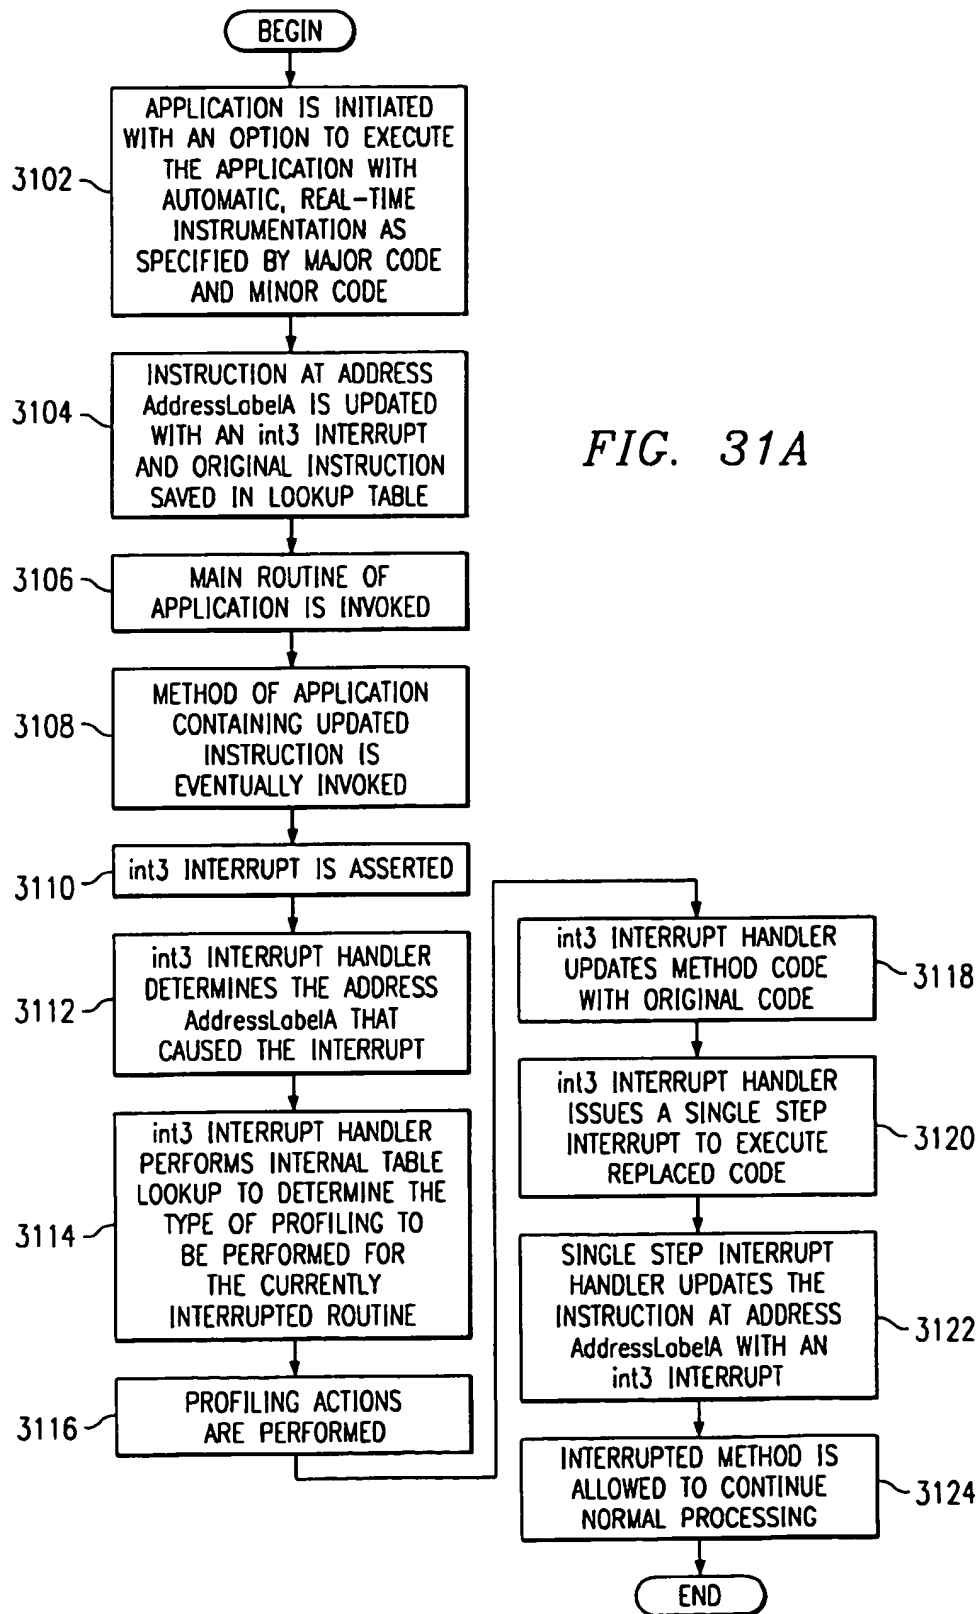 BEGIN
3102
APPLICATION IS INITIATED
WITH AN OPTION TO EXECUTE
THE APPLICATION WITH
AUTOMATIC, REAL-TIME
INSTRUMENTATION AS
SPECIFIED BY MAJOR CODE
AND MINOR CODE
3104
INSTRUCTION AT ADDRESS
AddressLabelA IS UPDATED
WITH AN int3 INTERRUPT
AND ORIGINAL INSTRUCTION
SAVED IN LOOKUP TABLE
FIG. 31A
3106
MAIN ROUTINE OF
APPLICATION IS INVOKED
3108
METHOD OF APPLICATION
CONTAINING UPDATED
INSTRUCTION IS
EVENTUALLY INVOKED
3110
int3 INTERRUPT IS ASSERTED
3112
int3 INTERRUPT HANDLER
DETERMINES THE ADDRESS
AddressLabelA THAT
CAUSED THE INTERRUPT
3114
int3 INTERRUPT HANDLER
PERFORMS INTERNAL TABLE
LOOKUP TO DETERMINE THE
TYPE OF PROFILING TO
BE PERFORMED FOR
THE CURRENTLY
INTERRUPTED ROUTINE
3116
PROFILING ACTIONS
ARE PERFORMED
int3 INTERRUPT HANDLER
UPDATES METHOD CODE
WITH ORIGINAL CODE
3118
int3 INTERRUPT HANDLER
ISSUES A SINGLE STEP
INTERRUPT TO EXECUTE
REPLACED CODE
3120
SINGLE STEP INTERRUPT
HANDLER UPDATES THE
INSTRUCTION AT ADDRESS
AddressLabelA WITH AN
int3 INTERRUPT
3122
INTERRUPTED METHOD IS
ALLOWED TO CONTINUE
NORMAL PROCESSING
3124
END